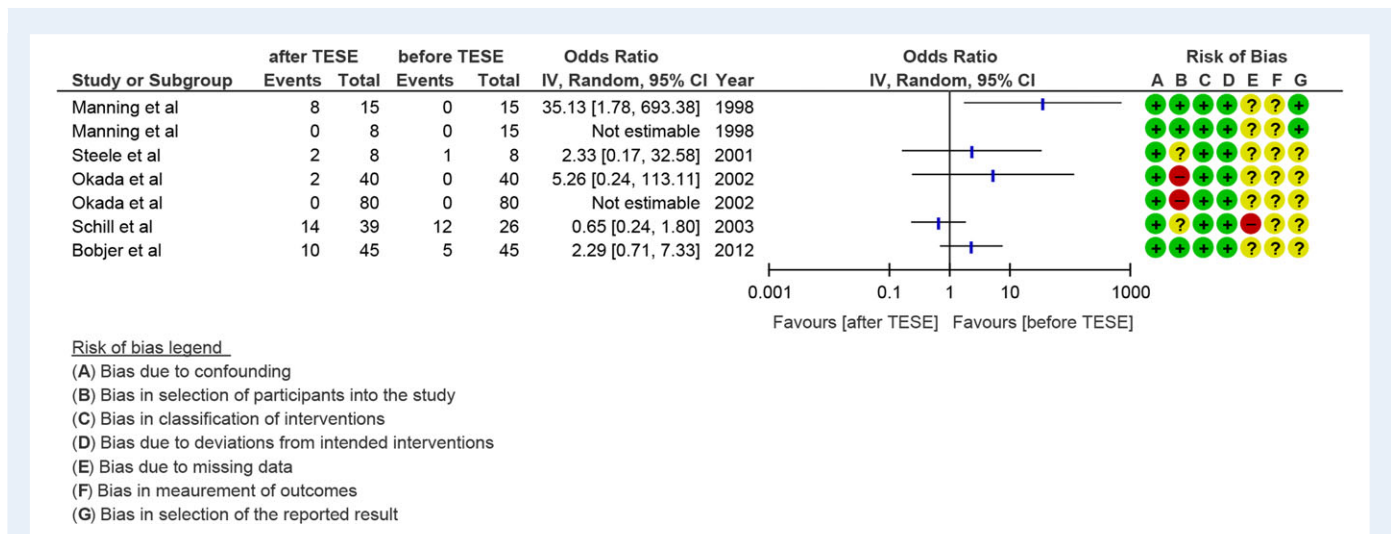 after TESE before TESE Odds Ratio Odds Ratio Risk of Bias
Study or Subgroup Events Total Events Total IV, Random, 95% CI Year IV, Random, 95% CI A B C D E F G
Manning et al 8 15 0 15 35.13 [1.78, 693.38] 1998 + + + + ? ? +
Manning et al 0 8 0 15 Not estimable 1998 + + + + ? ? +
Steele et al 2 8 1 8 2.33 [0.17, 32.58] 2001 + ? + + ? ? ?
Okada et al 2 40 0 40 5.26 [0.24, 113.11] 2002 + − + + ? ? ?
Okada et al 0 80 0 80 Not estimable 2002 + − + + ? ? ?
Schill et al 14 39 12 26 0.65 [0.24, 1.80] 2003 + ? + + − ? ?
Bobjer et al 10 45 5 45 2.29 [0.71, 7.33] 2012 + + + + ? ? ?
0.001 0.1 1 10 1000
Favours [after TESE] Favours [before TESE]
Risk of bias legend
(A) Bias due to confounding
(B) Bias in selection of participants into the study
(C) Bias in classification of interventions
(D) Bias due to deviations from intended interventions
(E) Bias due to missing data
(F) Bias in meaurement of outcomes
(G) Bias in selection of the reported result